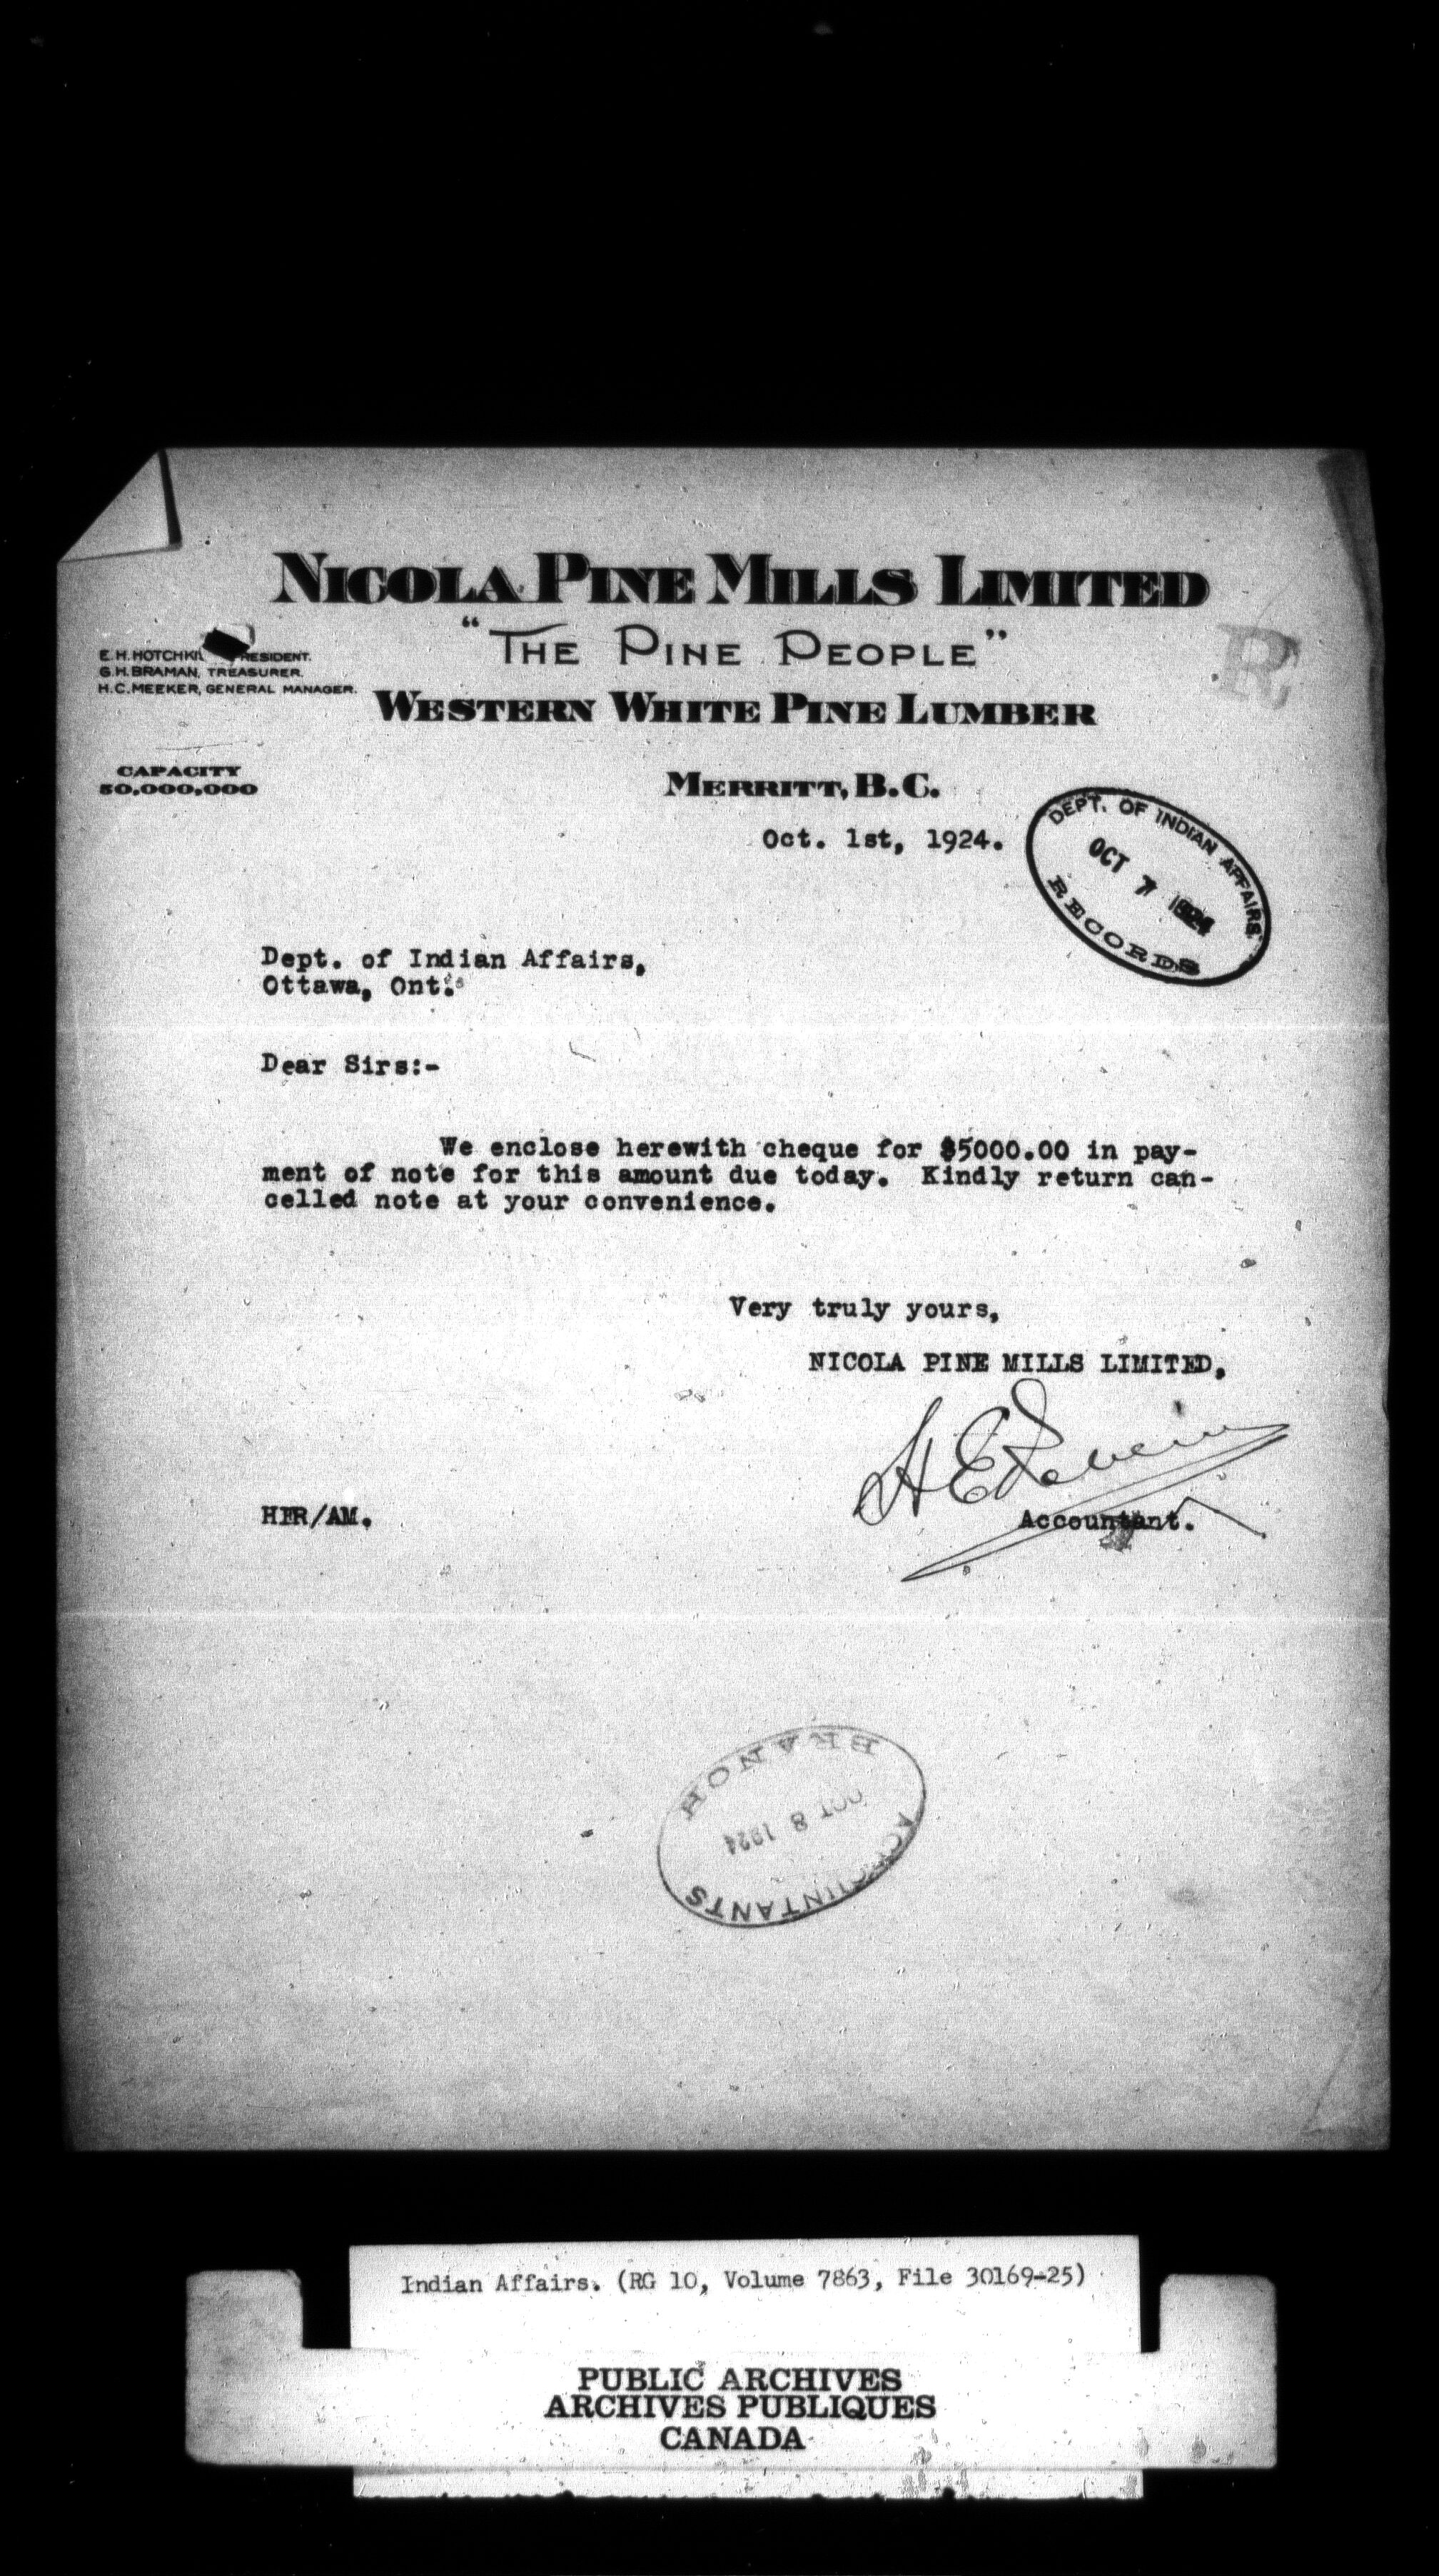 NICOLA PINE MILLS LIMITED
"THE PINE PEOPLE"
E.H. HOTCHKI RESIDENT.
G.H. BRAMAN, TREASURER.
H.C. MEEKER, GENERAL MANAGER.
WESTERN WHITE PINE LUMBER
CAPACITY
50,000,000
MERRITT, B.C.
R
Oct. 1st, 1924.
DEPT. OF INDIAN AFFAIRS.
OCT 7 1924
RECORDS
Dept. of Indian Affairs,
Ottawa, Ont.
Dear Sirs:-
We enclose herewith cheque for $5000.00 in pay-
ment of note for this amount due today. Kindly return can-
celled note at your convenience.
Very truly yours,
NICOLA PINE MILLS LIMITED,
H E
HER/AM.
Accountant.
ACCOUNTANTS
OCT 8 1924
BRANCH
Indian Affairs. (RG 10, Volume 7863, File 30169-25)
PUBLIC ARCHIVES
ARCHIVES PUBLIQUES
CANADA